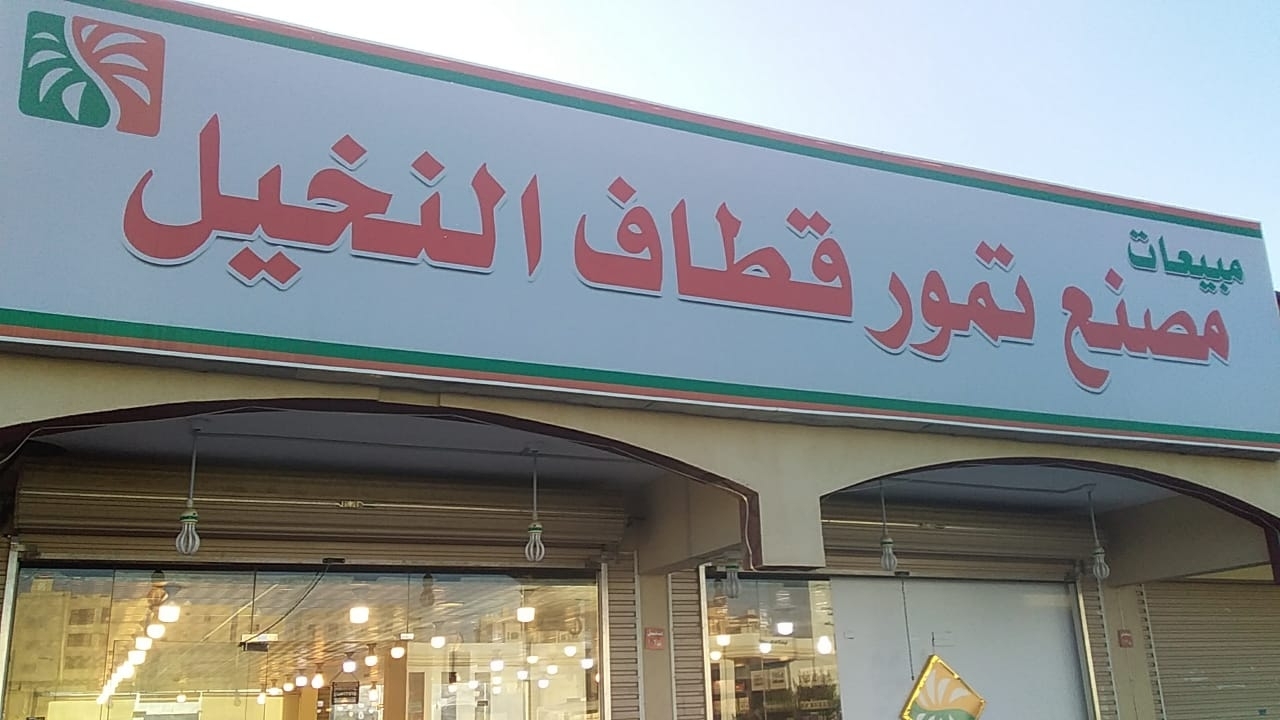 مبيعات
مصنع تمور قطاف النخيل